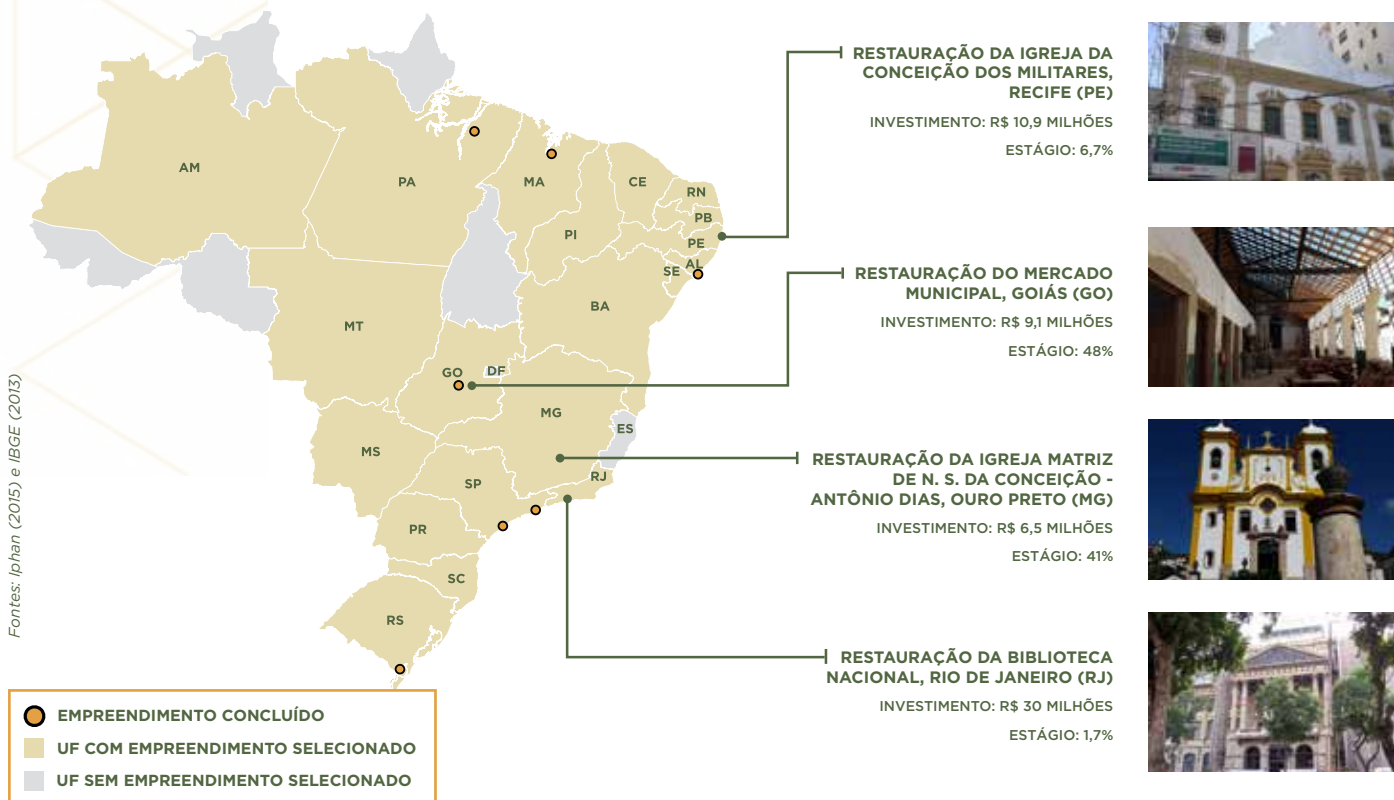 AM
PA
MA
CE
RN
PB
PI
PE
AL
SE
BA
MT
GO
DF
MG
ES
MS
SP
RJ
PR
SC
RS
RESTAURAÇÃO DA IGREJA DA
CONCEIÇÃO DOS MILITARES,
RECIFE (PE)
INVESTIMENTO: R$ 10,9 MILHÕES
ESTÁGIO: 6,7%
RESTAURAÇÃO DO MERCADO
MUNICIPAL, GOIÁS (GO)
INVESTIMENTO: R$ 9,1 MILHÕES
ESTÁGIO: 48%
RESTAURAÇÃO DA IGREJA MATRIZ
DE N. S. DA CONCEIÇÃO -
ANTÔNIO DIAS, OURO PRETO (MG)
INVESTIMENTO: R$ 6,5 MILHÕES
ESTÁGIO: 41%
RESTAURAÇÃO DA BIBLIOTECA
NACIONAL, RIO DE JANEIRO (RJ)
INVESTIMENTO: R$ 30 MILHÕES
ESTÁGIO: 1,7%
Fontes: Iphan (2015) e IBGE (2013)
EMPREENDIMENTO CONCLUÍDO
UF COM EMPREENDIMENTO SELECIONADO
UF SEM EMPREENDIMENTO SELECIONADO